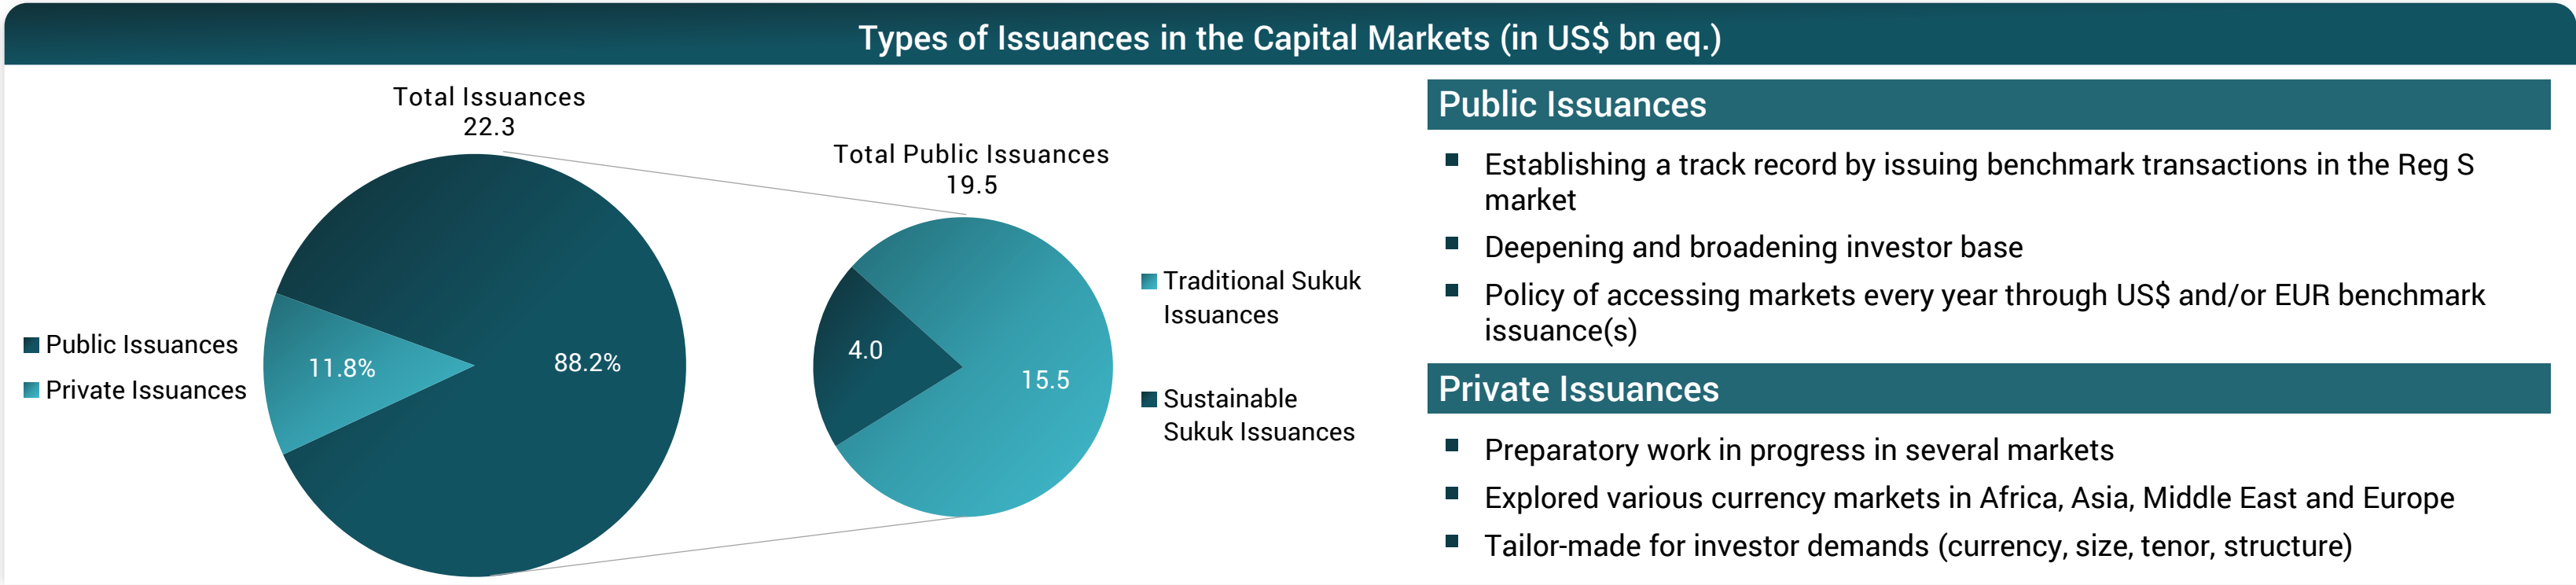 Types of Issuances in the Capital Markets (in US$ bn eq.)
Total Issuances
22.3
Total Public Issuances
19.5
Public Issuances
Private Issuances
11.8%
88.2%
4.0
15.5
Traditional Sukuk
Issuances
Sustainable
Sukuk Issuances
Public Issuances
■ Establishing a track record by issuing benchmark transactions in the Reg S
market
■ Deepening and broadening investor base
■ Policy of accessing markets every year through US$ and/or EUR benchmark
issuance(s)
Private Issuances
■ Preparatory work in progress in several markets
■ Explored various currency markets in Africa, Asia, Middle East and Europe
■ Tailor-made for investor demands (currency, size, tenor, structure)